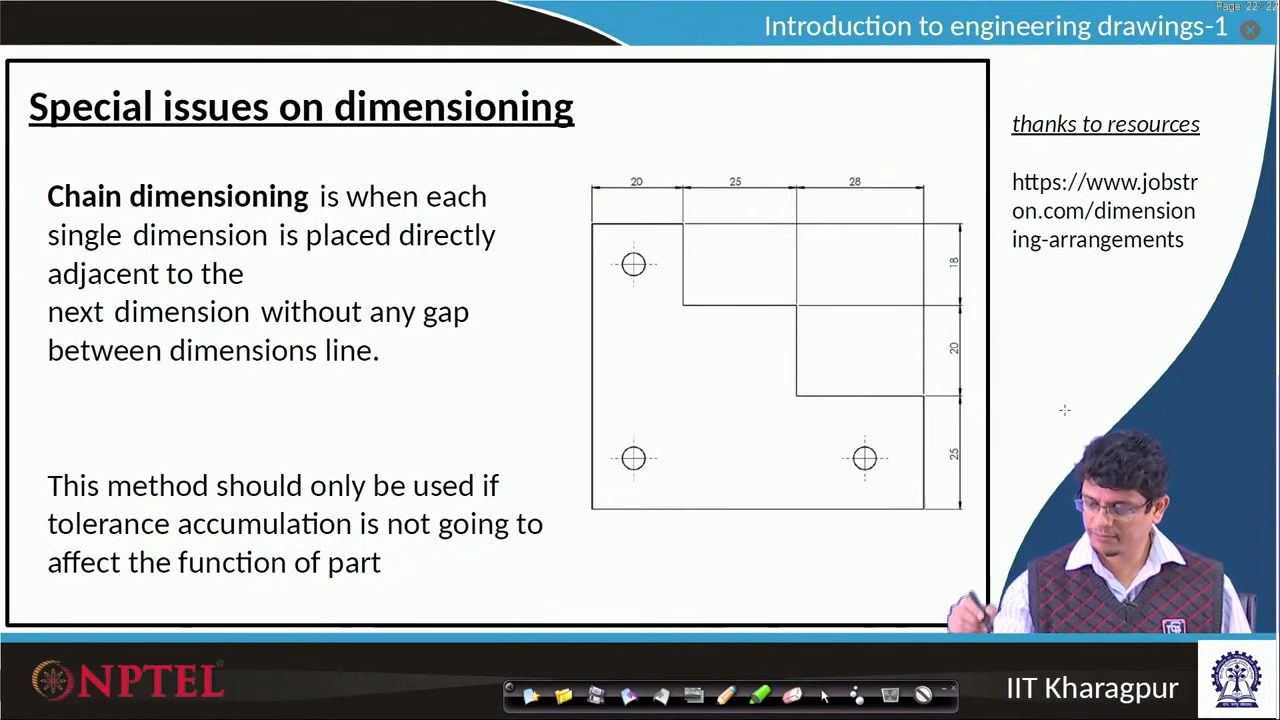 Page 22/22
Introduction to engineering drawings-1
Special issues on dimensioning
thanks to resources
Chain dimensioning is when each
single dimension is placed directly
adjacent to the
next dimension without any gap
between dimensions line.
This method should only be used if
tolerance accumulation is not going to
affect the function of part
20 25 28
18
20
25
https://www.jobstr
on.com/dimension
ing-arrangements
NPTEL
IIT Kharagpur